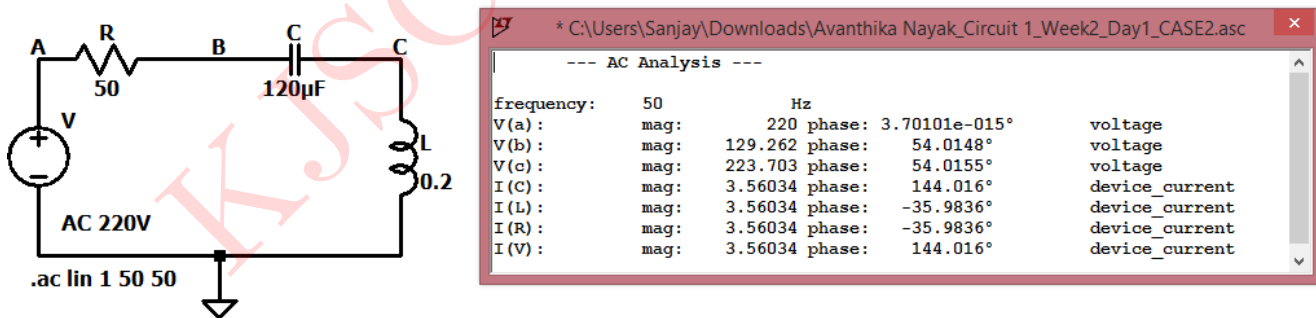 A
R
50
B
C
120µF
C
V
L
0.2
AC 220V
.ac lin 1 50 50
KJSC
* C:\Users\Sanjay\Downloads\Avanthika Nayak_Circuit 1_Week2_Day1_CASE2.asc
--- AC Analysis ---
frequency: 50 Hz
V(a): mag: 220 phase: 3.70101e-015° voltage
V(b): mag: 129.262 phase: 54.0148° voltage
V(c): mag: 223.703 phase: 54.0155° voltage
I(C): mag: 3.56034 phase: 144.016° device_current
I(L): mag: 3.56034 phase: -35.9836° device_current
I(R): mag: 3.56034 phase: -35.9836° device_current
I(V): mag: 3.56034 phase: 144.016° device_current